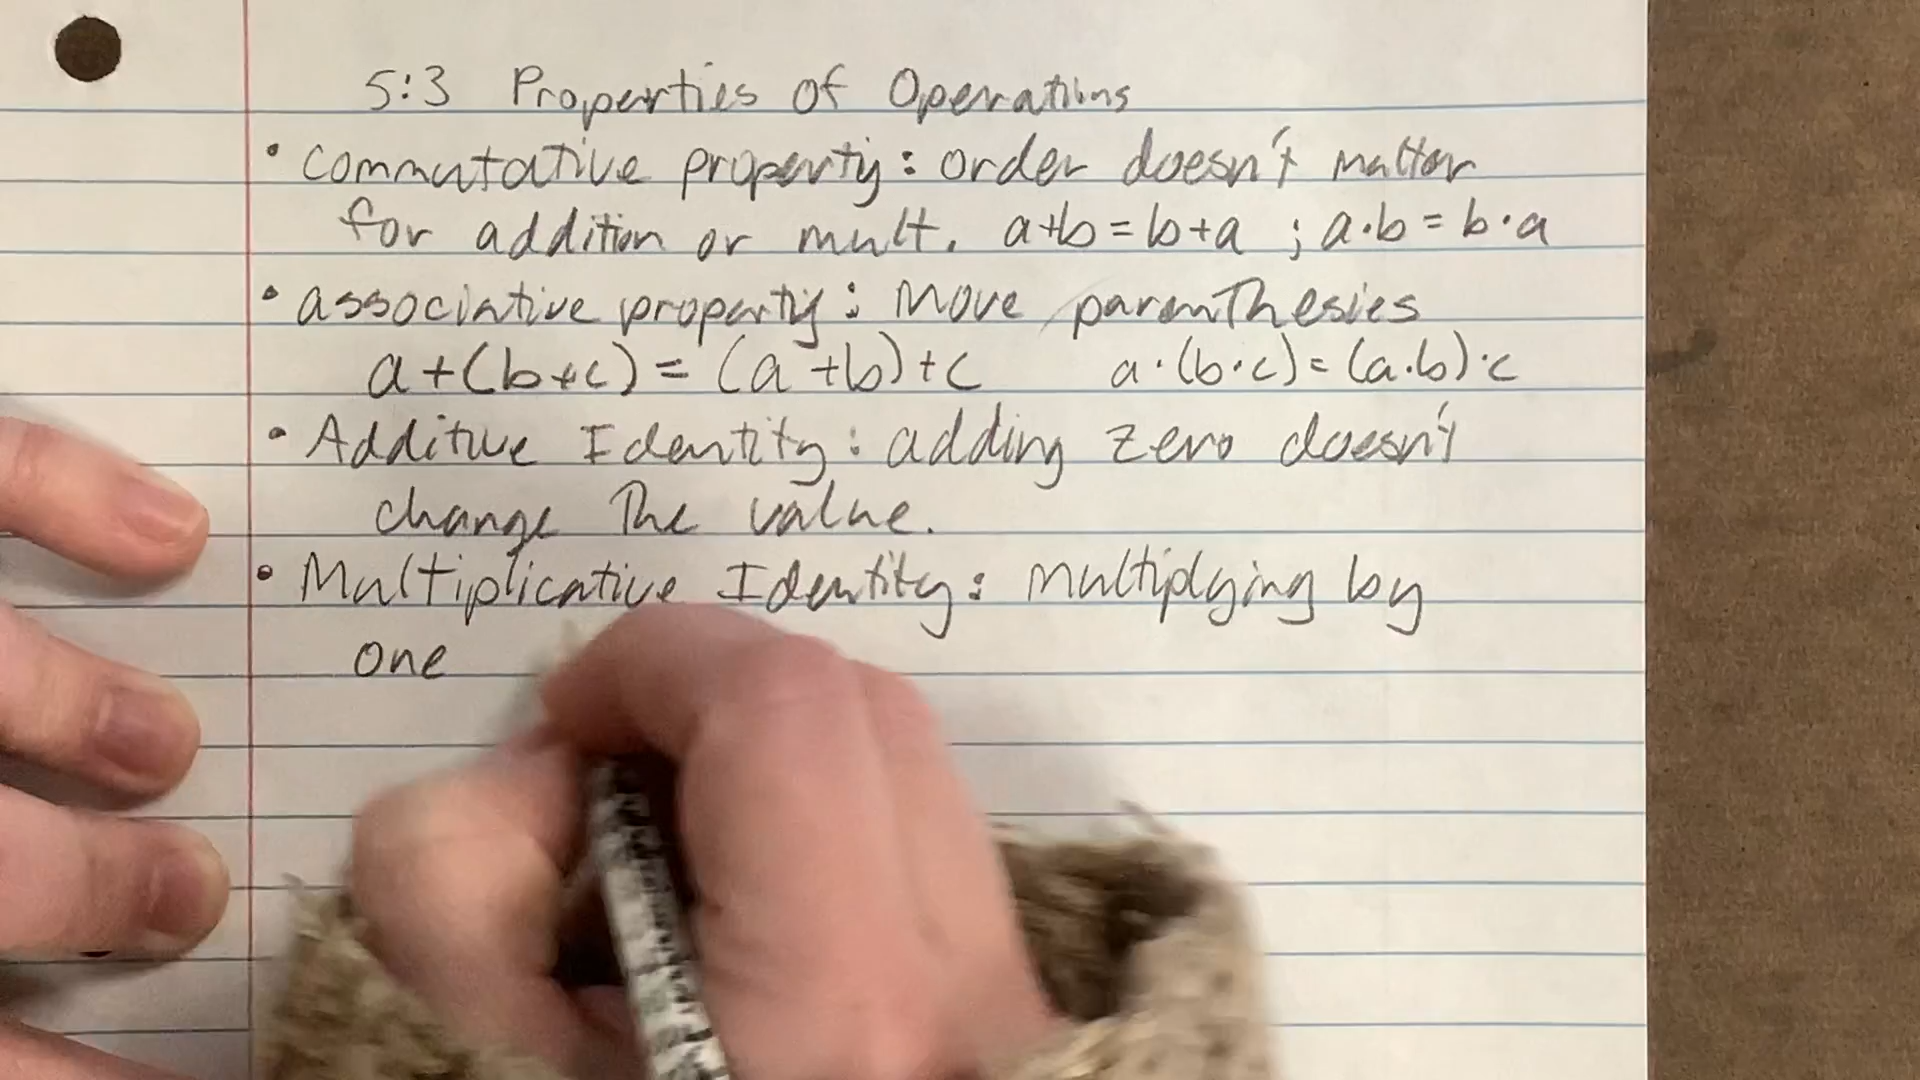 5:3 Properties of Operations
• commutative property: order doesn't matter
for addition or mult. a+b=b+a ; a·b=b·a
• associative property: Move parenthesies
a+(b+c)=(a+b)+c a·(b·c)=(a·b)·c
• Additive Identity: adding zero doesn't
change the value.
• Multiplicative Identity: multiplying by
one